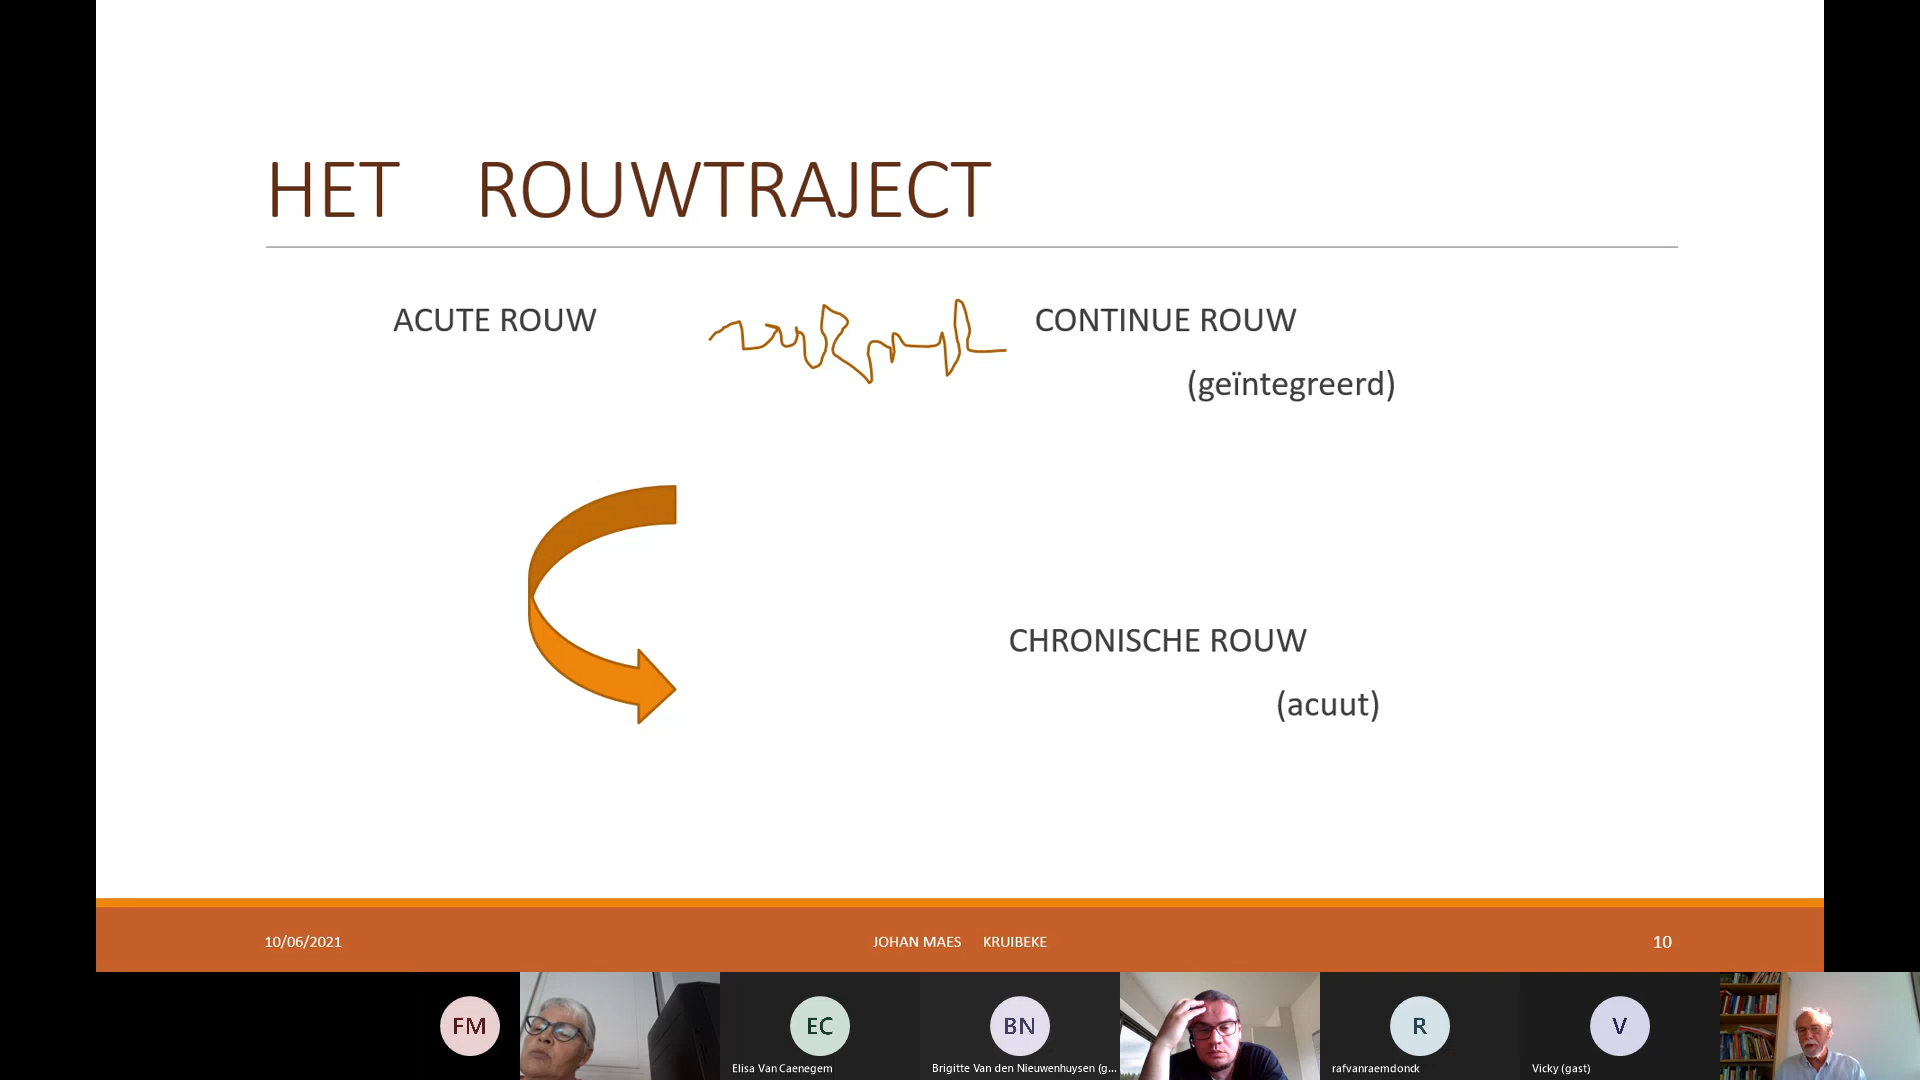 HET ROUWTRAJECT
ACUTE ROUW
CONTINUE ROUW
(geïntegreerd)
CHRONISCHE ROUW
(acuut)
10/06/2021
JOHAN MAES KRUIBEKE
10
FM
EC
BN
R
V
Elisa Van Caenegem
Brigitte Van den Nieuwenhuysen (g...
rafvanraemdonck
Vicky (gast)